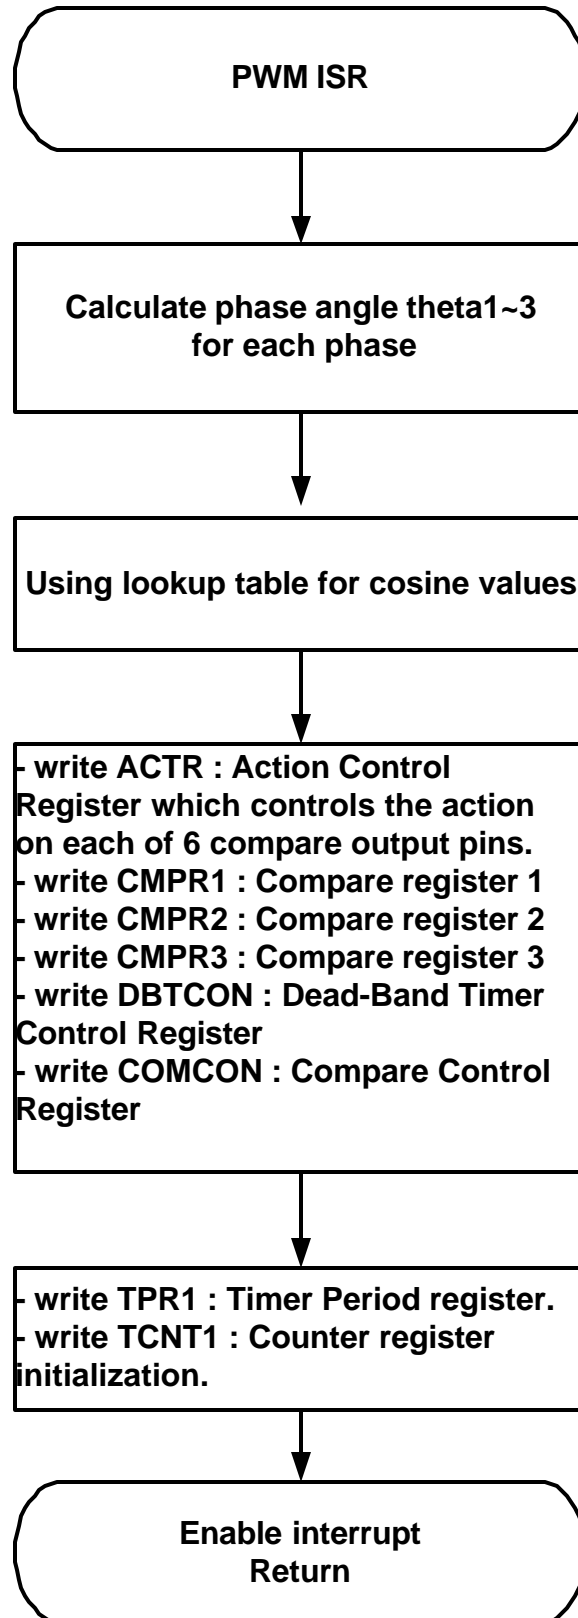 PWM ISR
Calculate phase angle theta1~3
for each phase
Using lookup table for cosine values
- write ACTR : Action Control
Register which controls the action
on each of 6 compare output pins.
- write CMPR1 : Compare register 1
- write CMPR2 : Compare register 2
- write CMPR3 : Compare register 3
- write DBTCON : Dead-Band Timer
Control Register
- write COMCON : Compare Control
Register
- write TPR1 : Timer Period register.
- write TCNT1 : Counter register
initialization.
Enable interrupt
Return